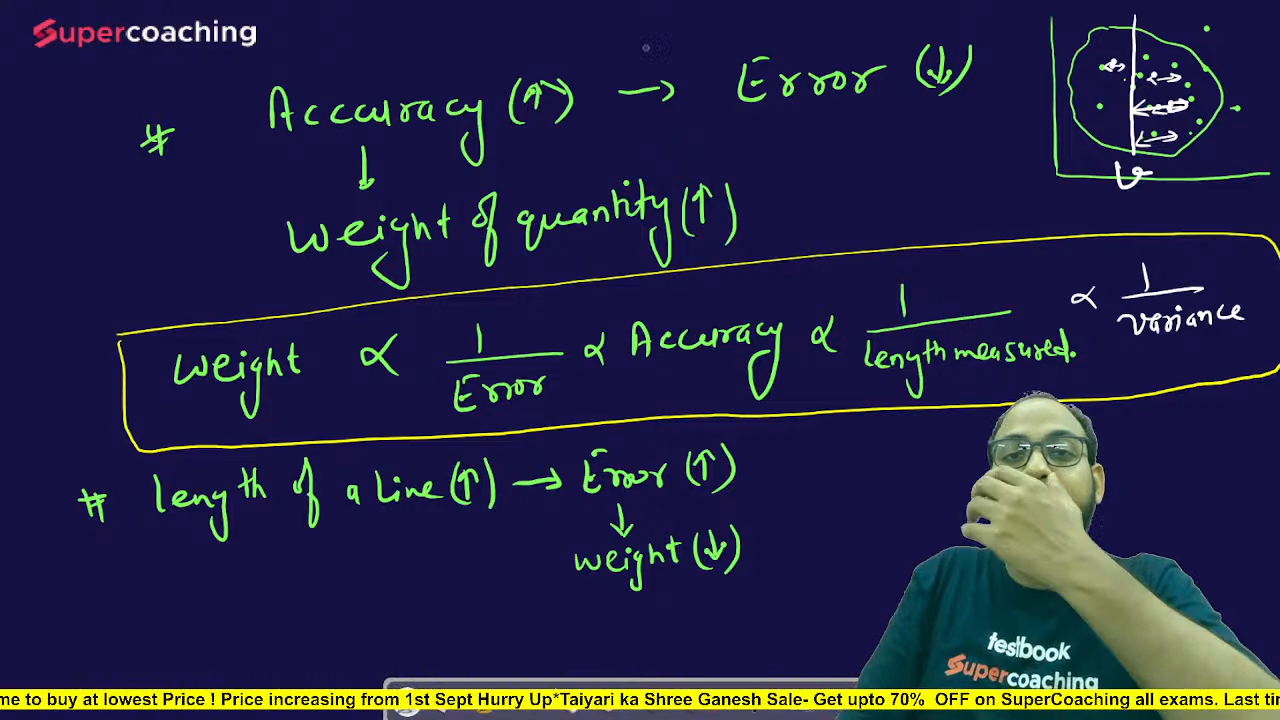 Supercoaching
# Accuracy (↑) → Error (↓)
↓
Weight of quantity (↑)
Weight ∝ 1/Error ∝ Accuracy ∝ 1/length measured. ∝ 1/variance
# length of a Line (↑) → Error (↑)
↓
weight (↓)
testbook
Supercoaching
me to buy at lowest Price ! Price increasing from 1st Sept Hurry Up*Taiyari ka Shree Ganesh Sale- Get upto 70% OFF on SuperCoaching all exams. Last ti